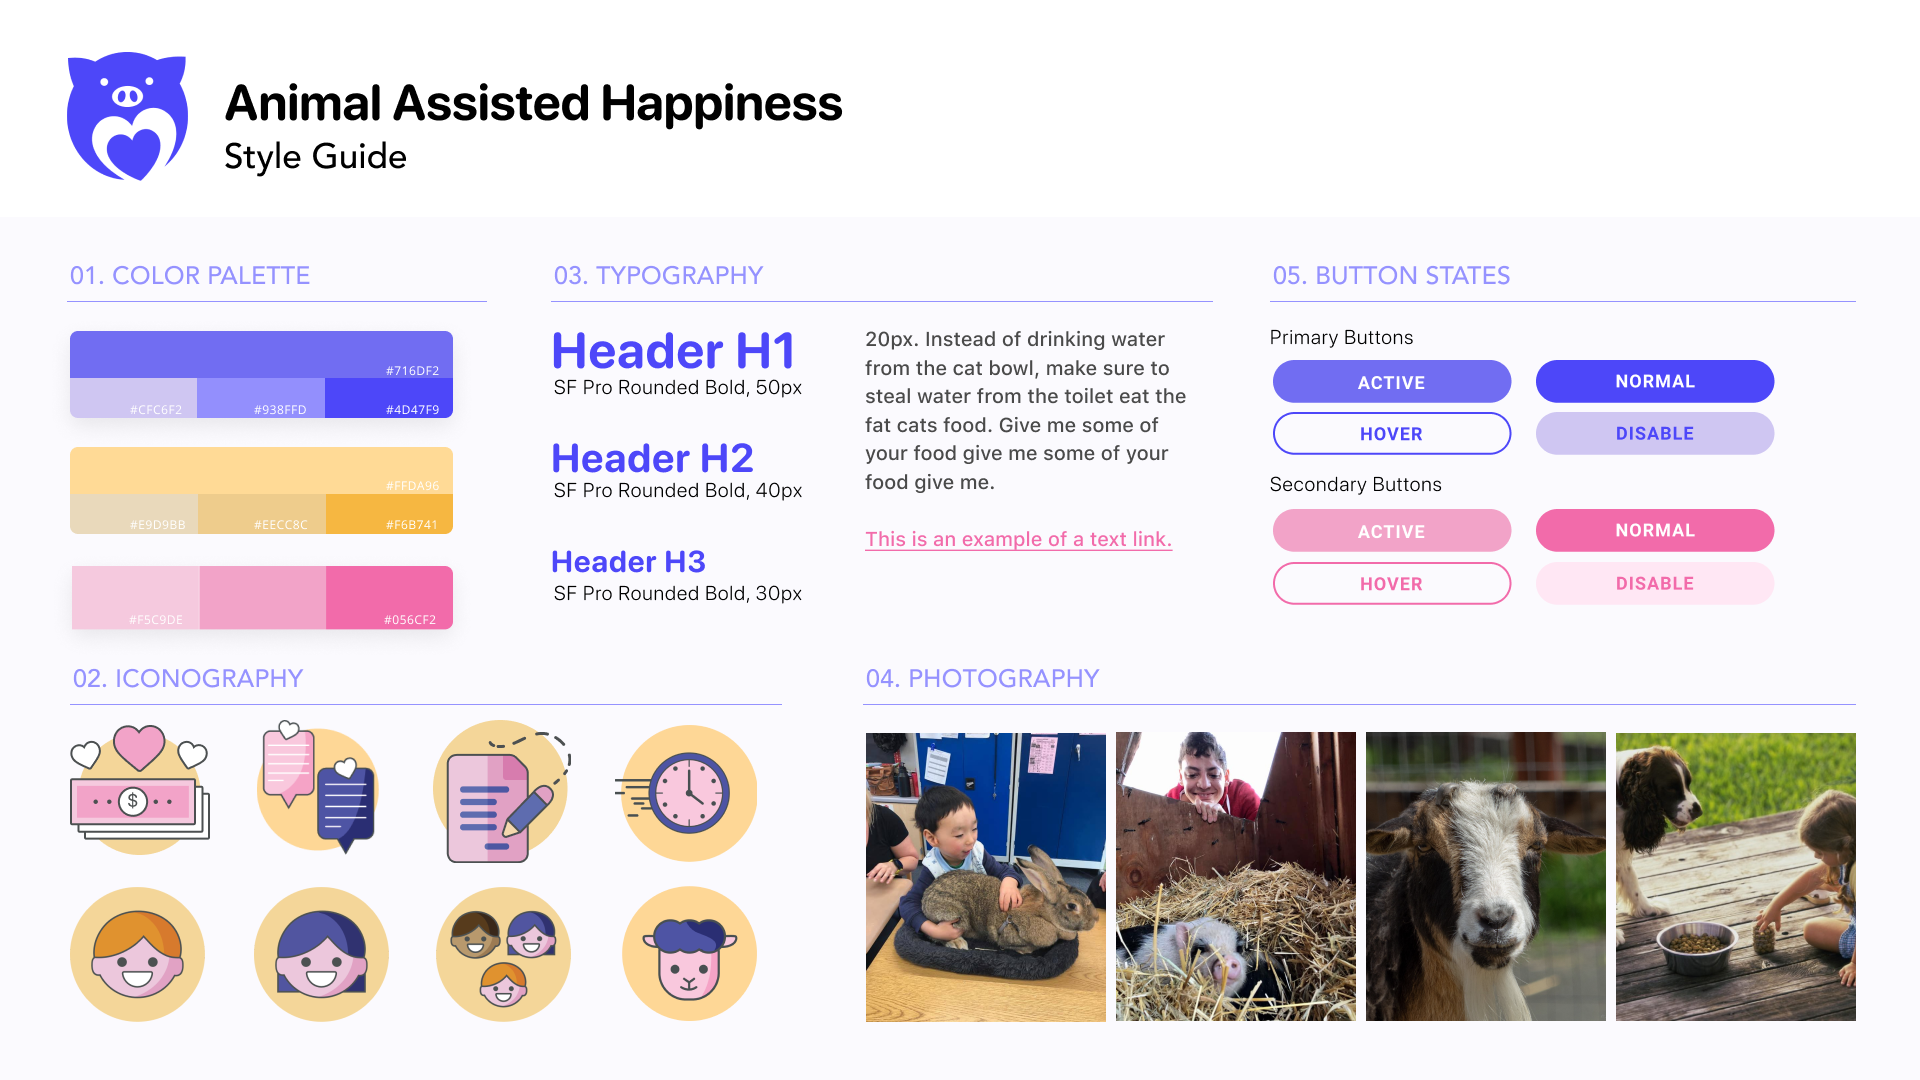 Animal Assisted Happiness
Style Guide
01. COLOR PALETTE
#716DF2
#CFC6F2
#938FFD
#4D47F9
#FFDA96
#E9D9BB
#EECC8C
#F6B741
#F5C9DE
#056CF2
03. TYPOGRAPHY
Header H1
SF Pro Rounded Bold, 50px
Header H2
SF Pro Rounded Bold, 40px
Header H3
SF Pro Rounded Bold, 30px
20px. Instead of drinking water
from the cat bowl, make sure to
steal water from the toilet eat the
fat cats food. Give me some of
your food give me some of your
food give me.
This is an example of a text link.
05. BUTTON STATES
Primary Buttons
ACTIVE
NORMAL
HOVER
DISABLE
Secondary Buttons
ACTIVE
NORMAL
HOVER
DISABLE
02. ICONOGRAPHY
$
04. PHOTOGRAPHY